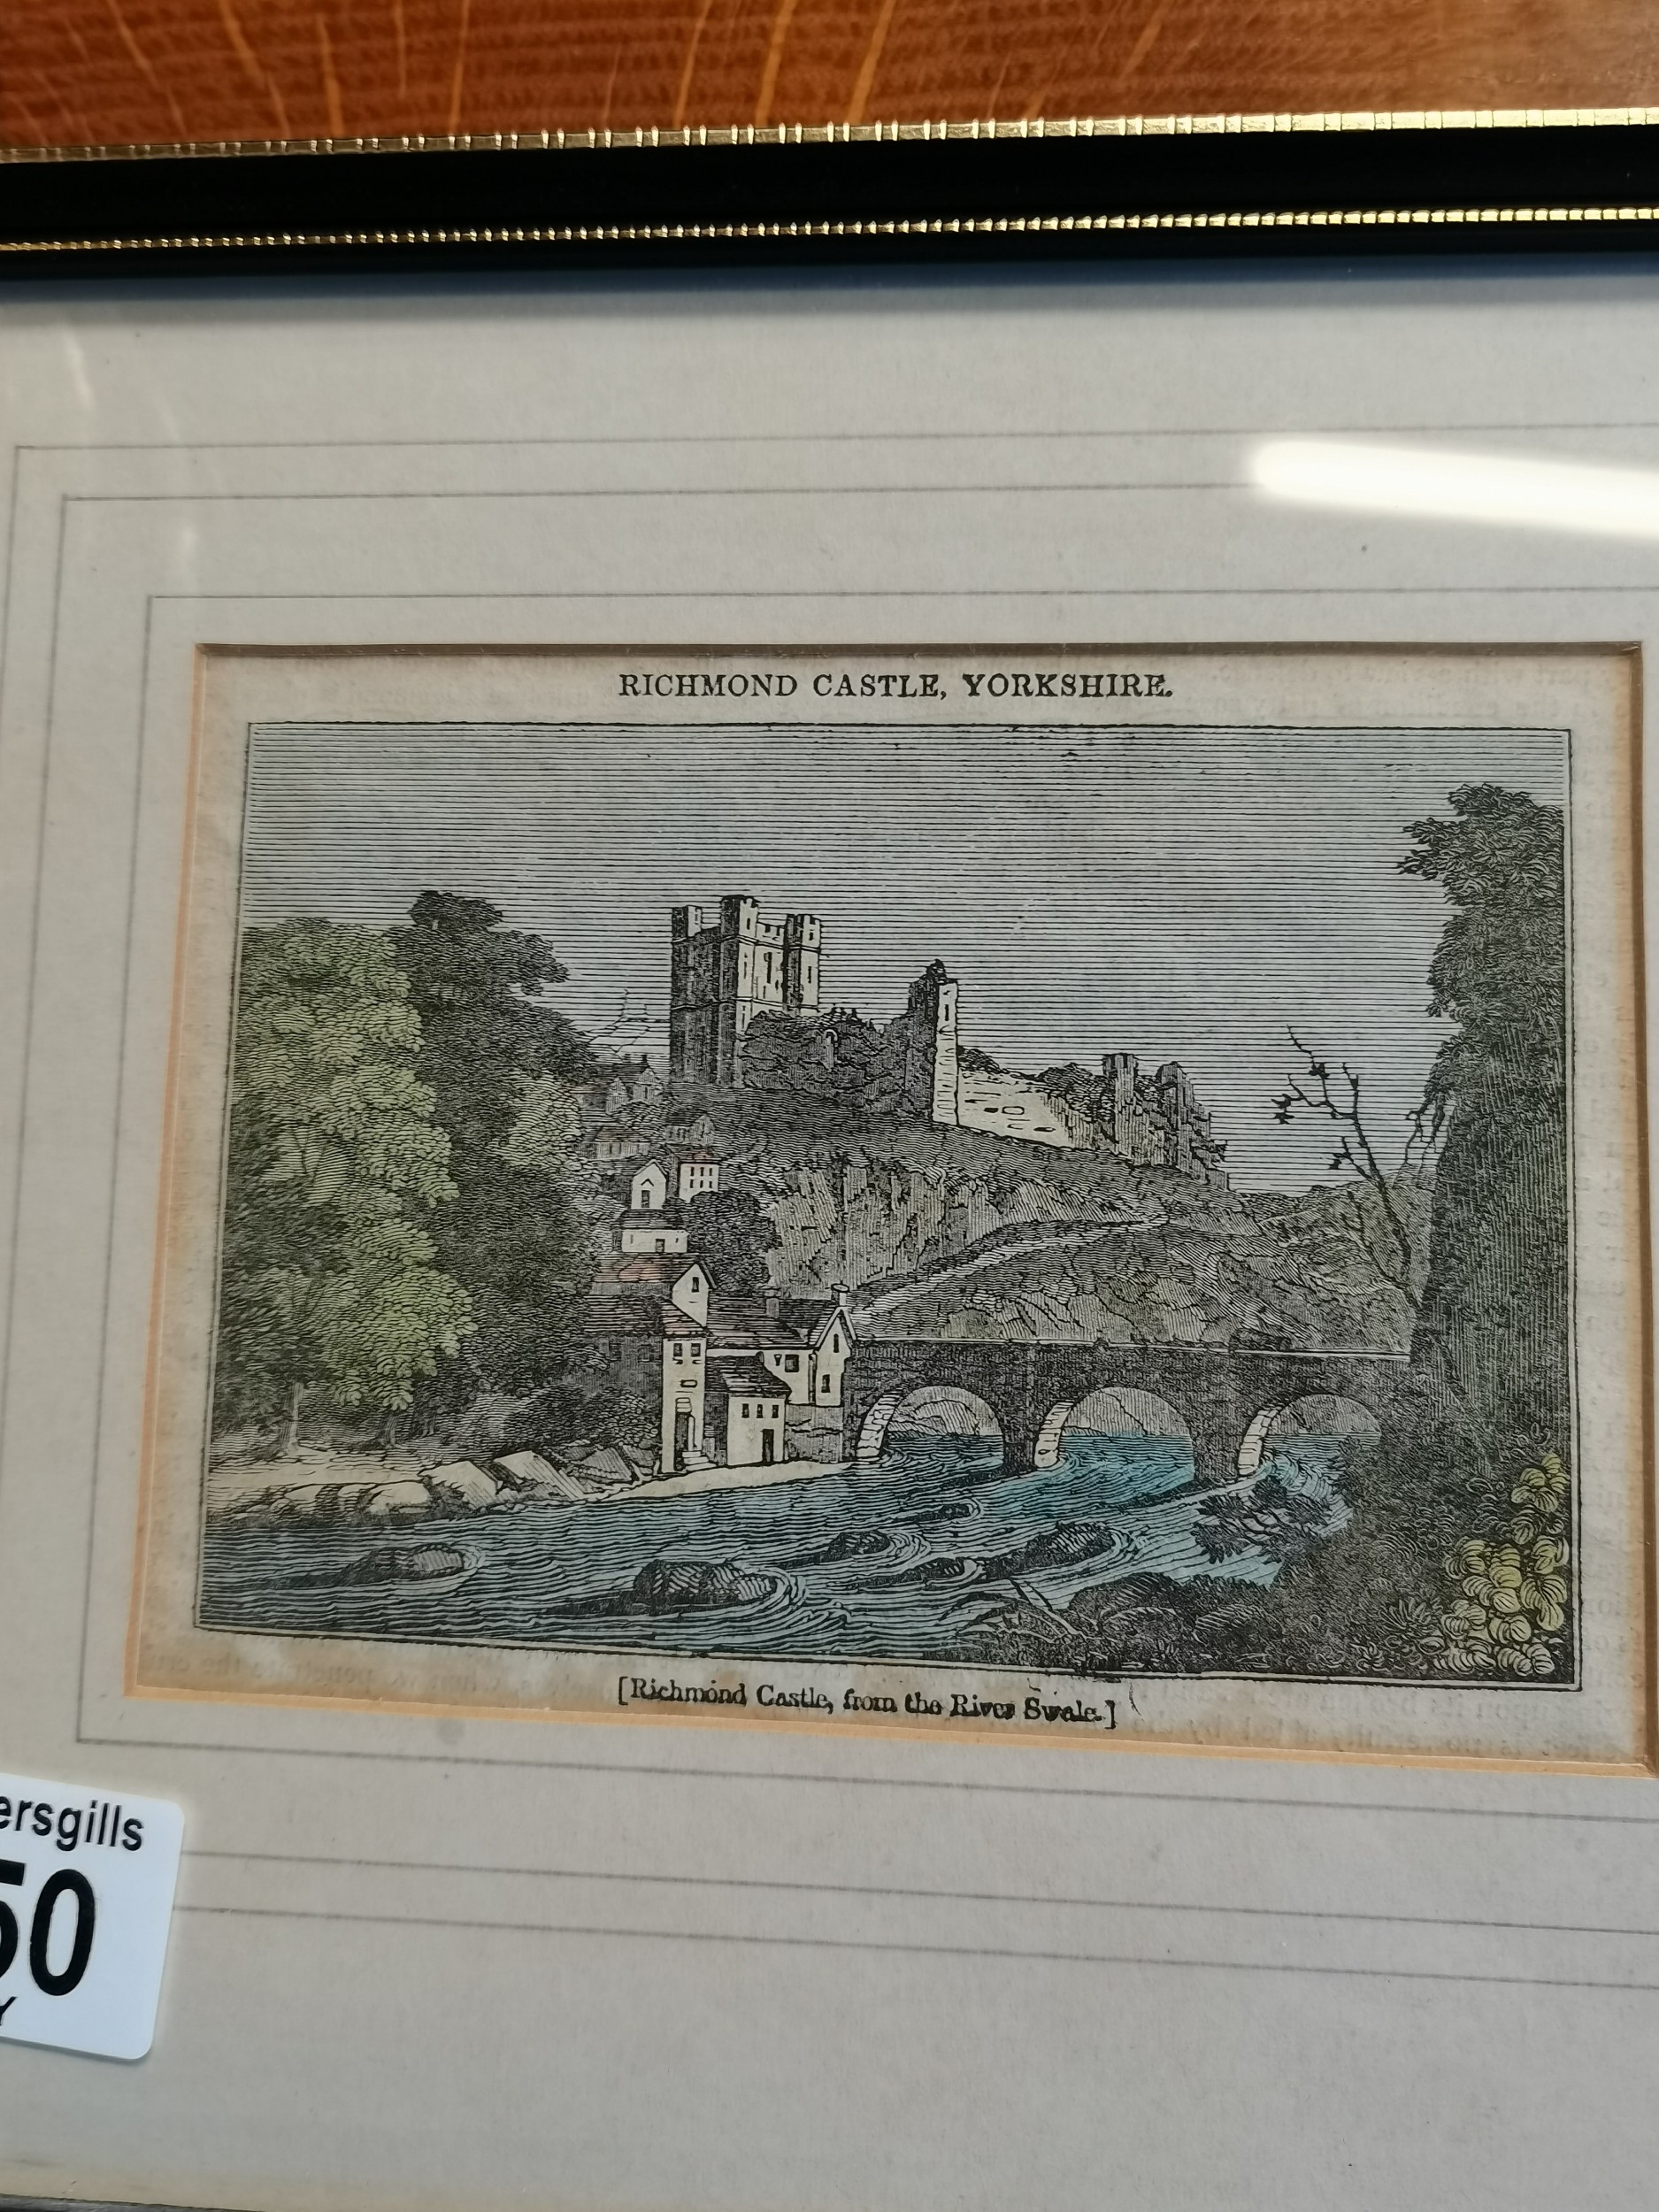 RICHMOND CASTLE, YORKSHIRE.
[Richmond Castle, from the River Swale.]
ersgills
50
Y